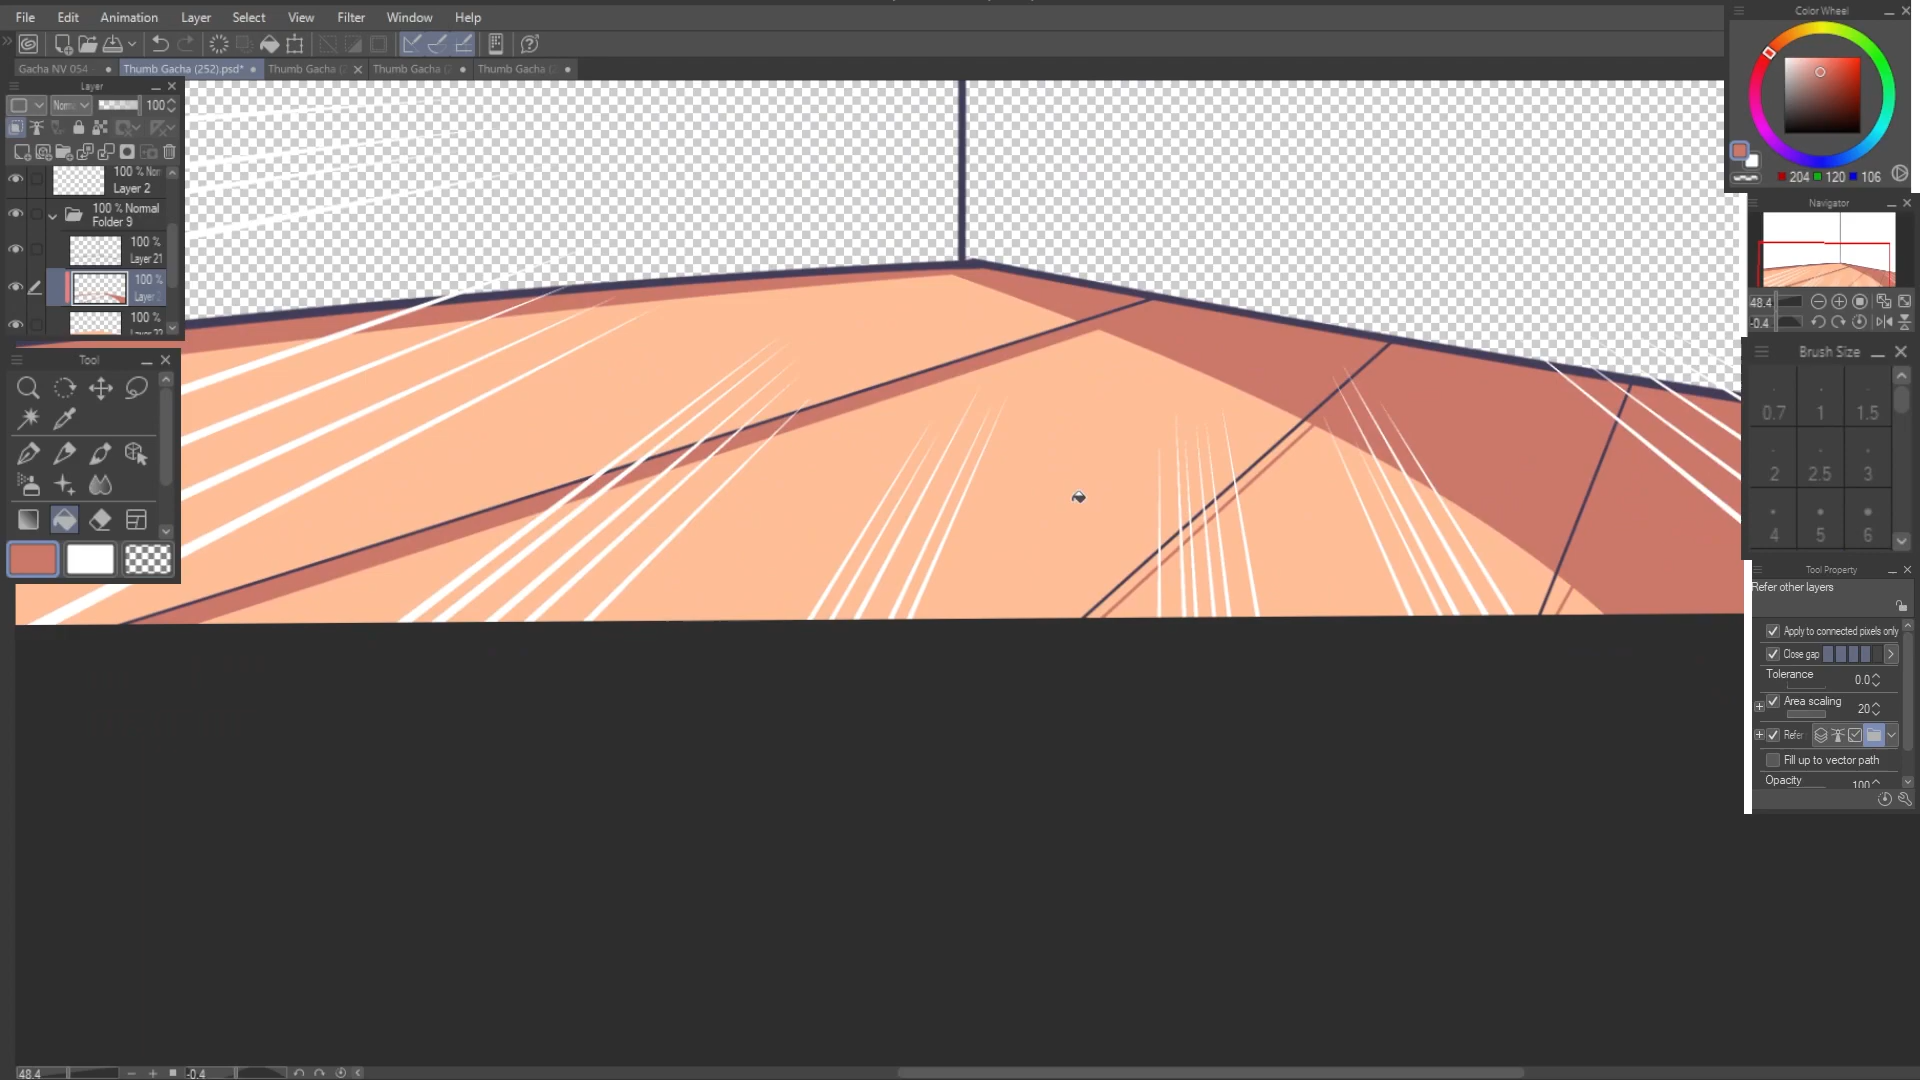 File Edit Animation Layer Select View Filter Window Help
Gacha NV 054
Thumb Gacha (252).psd*
Thumb Gacha (
Thumb Gacha (
Thumb Gacha (
Layer
100
100 %
Layer 2
100 % Normal
Folder 9
100 %
Layer 21
100 %
Layer
100 %
Tool
48.4
-0.4
Color Wheel
204 120 106
Navigator
48.4
-0.4
Brush Size
0.7 1 1.5
2 2.5 3
4 5 6
Tool Property
Refer other layers
Apply to connected pixels only
Close gap
Tolerance 0.0
Area scaling 20
Refer
Fill up to vector path
Opacity 100